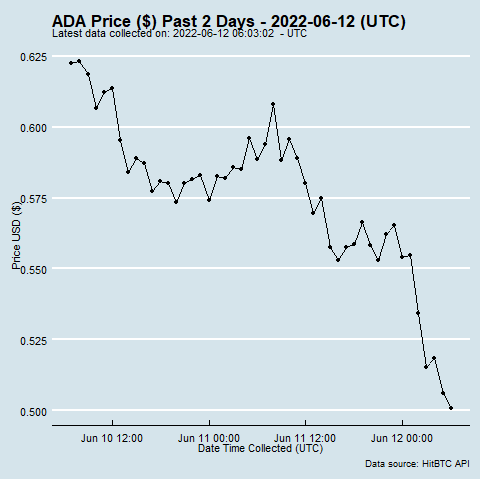 ADA Price ($) Past 2 Days - 2022-06-12 (UTC)
Latest data collected on: 2022-06-12 06:03:02 - UTC
0.625
0.600
0.575
0.550
0.525
0.500
Price USD ($)
Jun 10 12:00
Jun 11 00:00
Jun 11 12:00
Jun 12 00:00
Date Time Collected (UTC)
Data source: HitBTC API